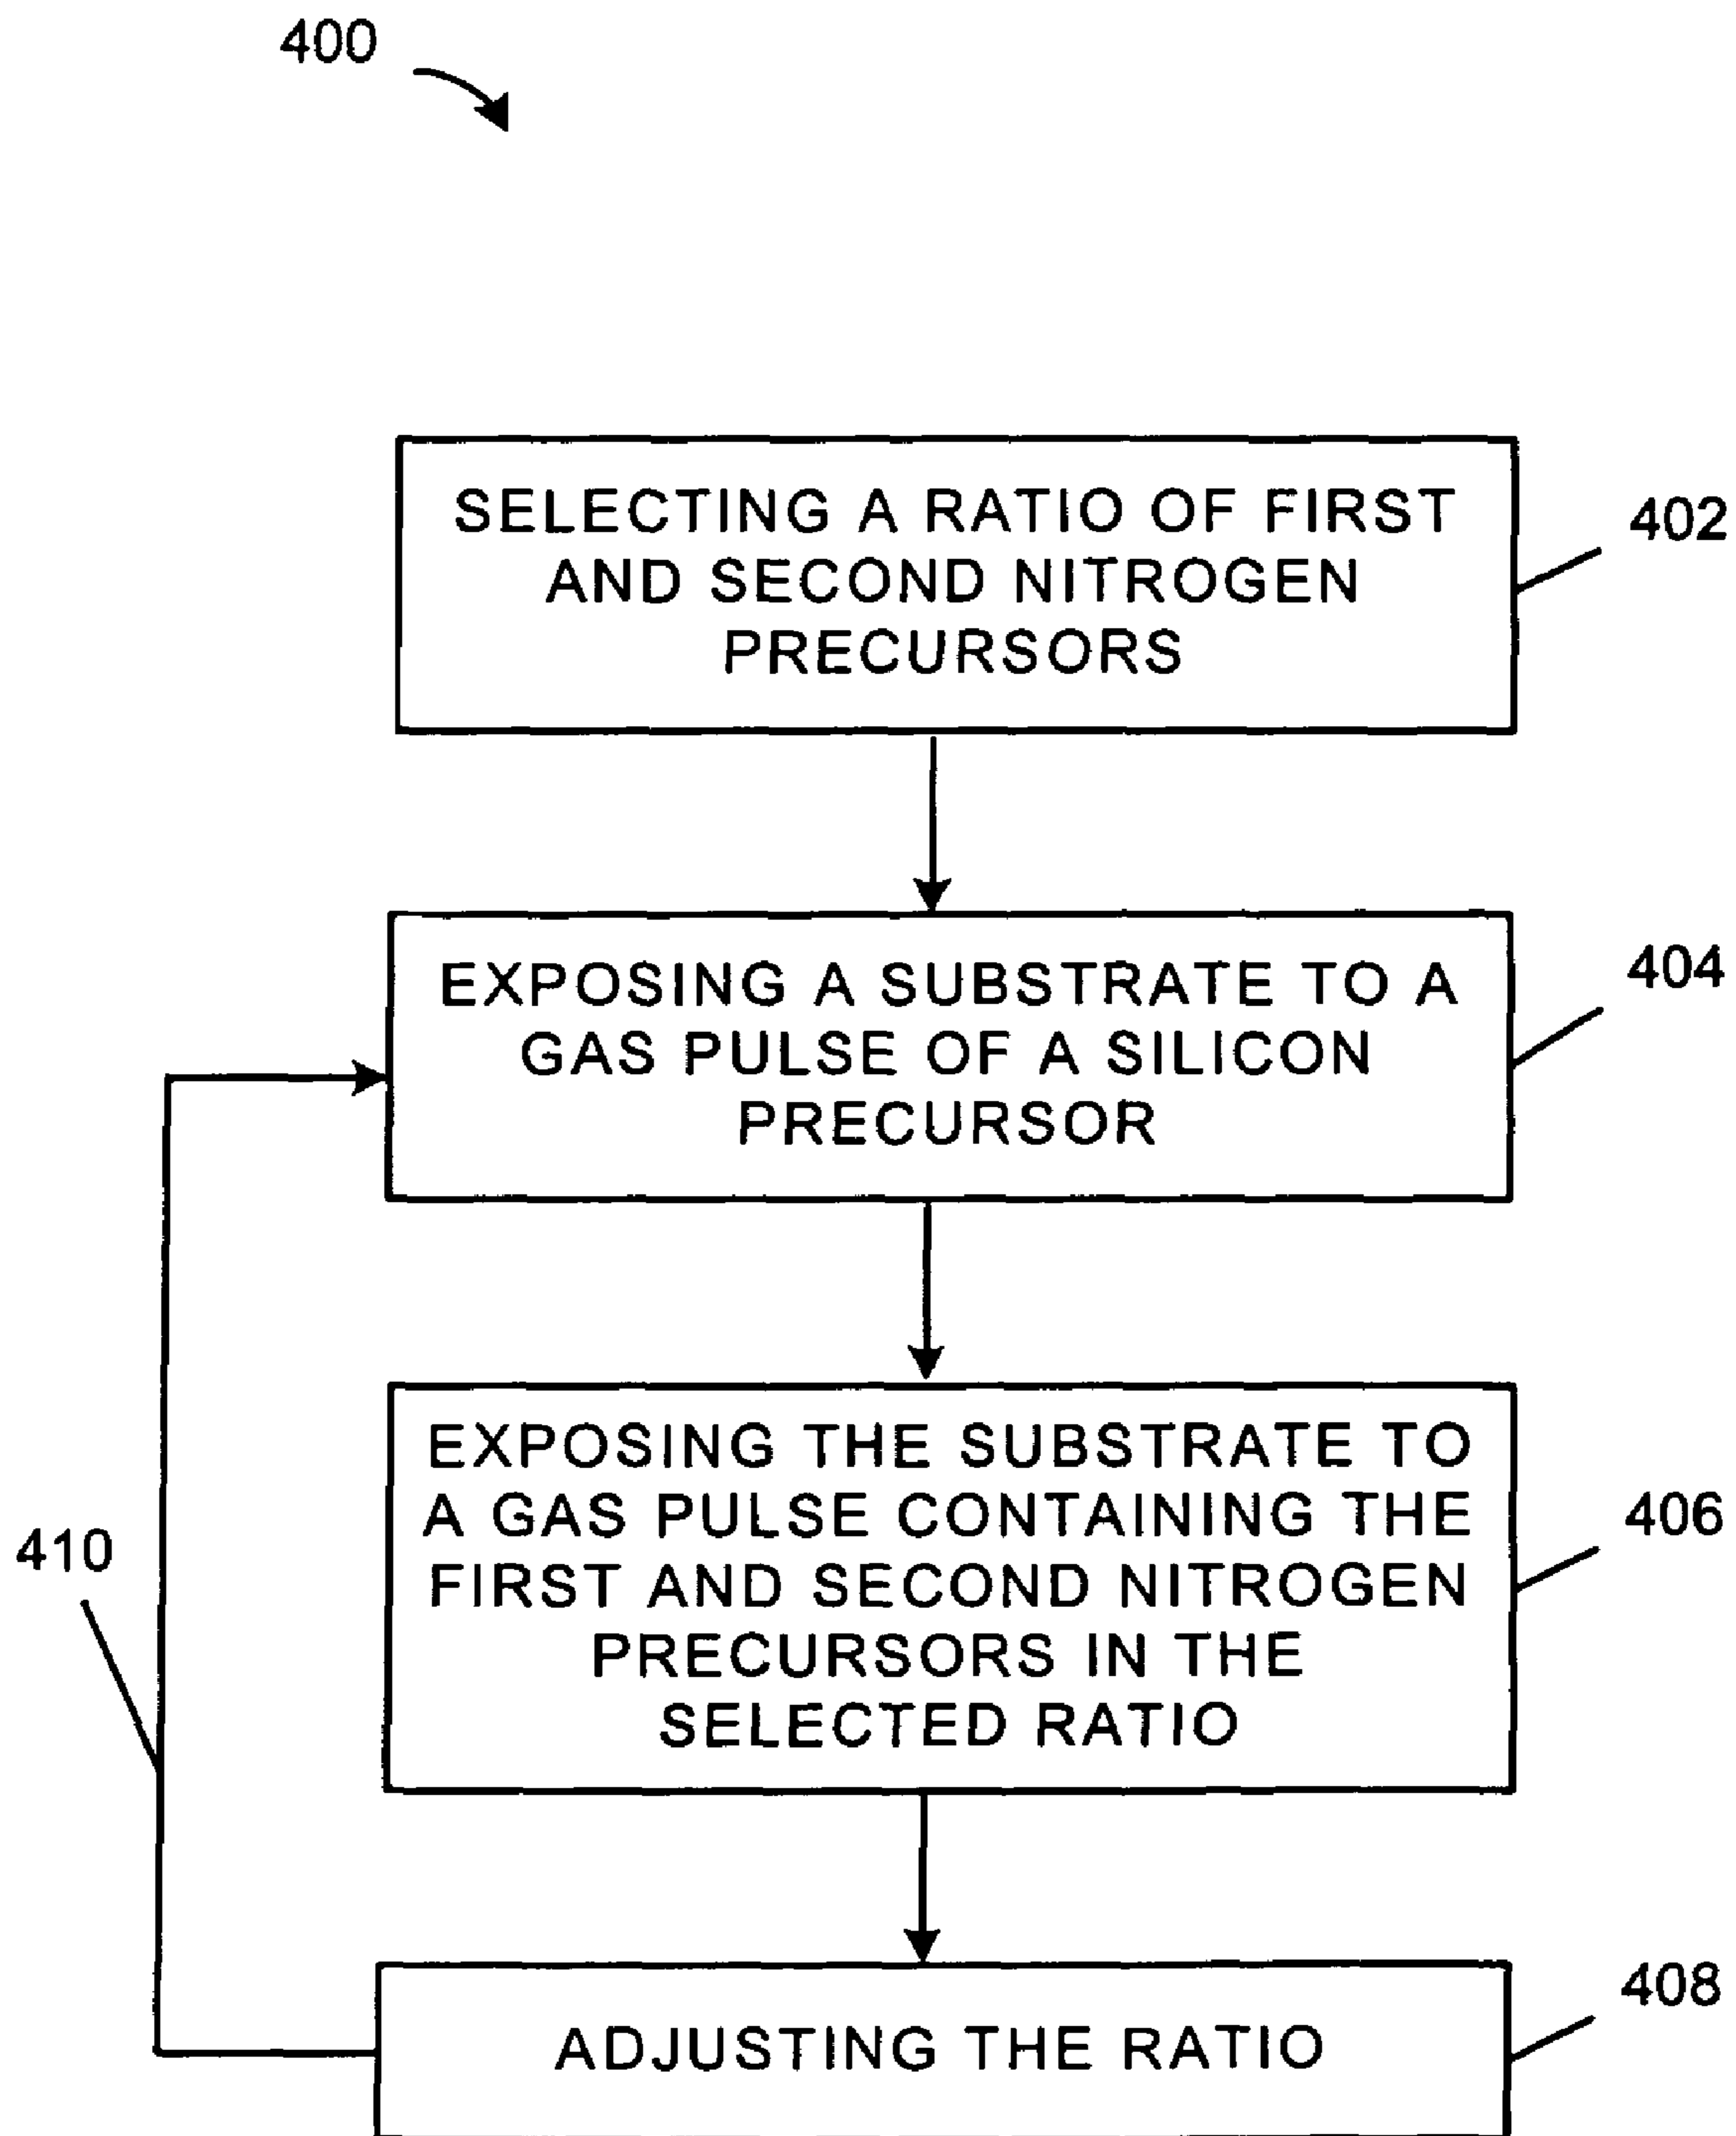 400
SELECTING A RATIO OF FIRST
AND SECOND NITROGEN
PRECURSORS
402
EXPOSING A SUBSTRATE TO A
GAS PULSE OF A SILICON
PRECURSOR
404
EXPOSING THE SUBSTRATE TO
A GAS PULSE CONTAINING THE
FIRST AND SECOND NITROGEN
PRECURSORS IN THE
SELECTED RATIO
406
410
ADJUSTING THE RATIO
408